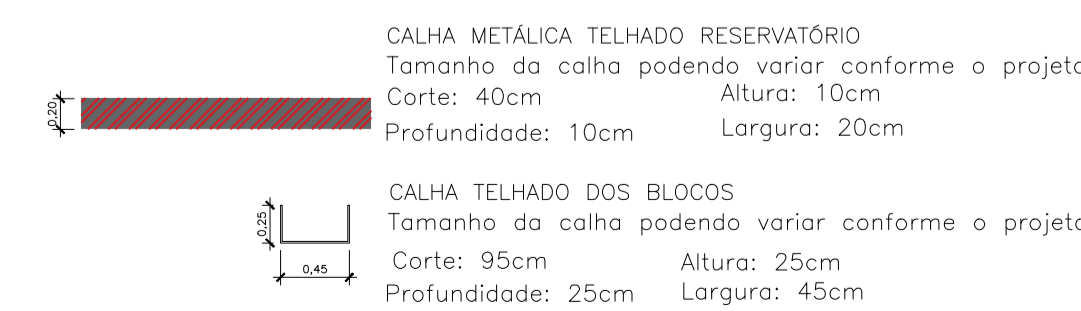 CALHA METÁLICA TELHADO RESERVATÓRIO
Tamanho da calha podendo variar conforme o projeto
Corte: 40cm Altura: 10cm
0,20
Profundidade: 10cm Largura: 20cm
CALHA TELHADO DOS BLOCOS
Tamanho da calha podendo variar conforme o projeto
0,25
Corte: 95cm Altura: 25cm
0,45
Profundidade: 25cm Largura: 45cm